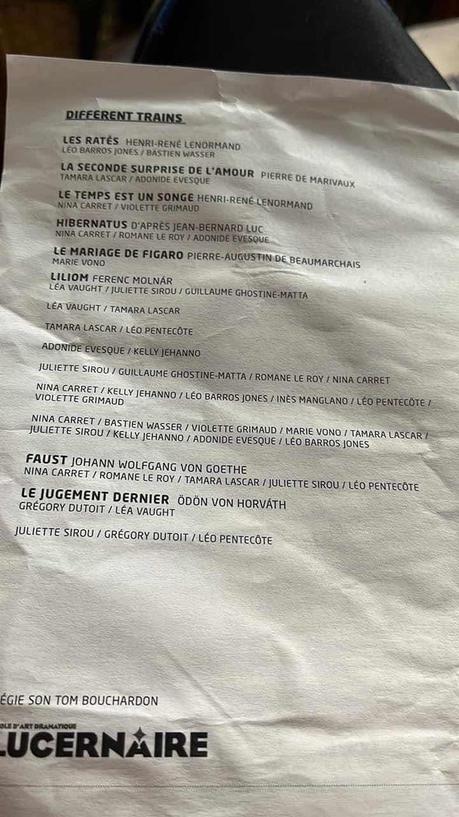 DIFFERENT TRAINS
LES RATÉS HENRI-RENÉ LENORMAND
LÉO BARROS JONES / BASTIEN WASSER
LA SECONDE SURPRISE DE L'AMOUR PIERRE DE MARIVAUX
TAMARA LASCAR / ADONIDE EVESQUE
LE TEMPS EST UN SONGE HENRI-RENÉ LENORMAND
NINA CARRET / VIOLETTE GRIMAUD
HIBERNATUS D'APRÈS JEAN-BERNARD LUC
NINA CARRET / ROMANE LE ROY / ADONIDE EVESQUE
LE MARIAGE DE FIGARO PIERRE-AUGUSTIN DE BEAUMARCHAIS
MARIE VONO
LILIOM FERENC MOLNÁR
LÉA VAUGHT / JULIETTE SIROU / GUILLAUME GHOSTINE-MATTA
LÉA VAUGHT / TAMARA LASCAR
TAMARA LASCAR / LÉO PENTECÔTE
ADONIDE EVESQUE / KELLY JEHANNO
JULIETTE SIROU / GUILLAUME GHOSTINE-MATTA / ROMANE LE ROY / NINA CARRET
NINA CARRET / KELLY JEHANNO / LÉO BARROS JONES / INÈS MANGLANO / LÉO PENTECÔTE /
VIOLETTE GRIMAUD
NINA CARRET / BASTIEN WASSER / VIOLETTE GRIMAUD / MARIE VONO / TAMARA LASCAR /
JULIETTE SIROU / KELLY JEHANNO / ADONIDE EVESQUE / LÉO BARROS JONES
FAUST JOHANN WOLFGANG VON GOETHE
NINA CARRET / ROMANE LE ROY / TAMARA LASCAR / JULIETTE SIROU / LÉO PENTECÔTE
LE JUGEMENT DERNIER ÖDÖN VON HORVÁTH
GRÉGORY DUTOIT / LÉA VAUGHT
JULIETTE SIROU / GRÉGORY DUTOIT / LÉO PENTECÔTE
ÉGIE SON TOM BOUCHARDON
OLE D'ART DRAMATIQUE
LUCERNAIRE